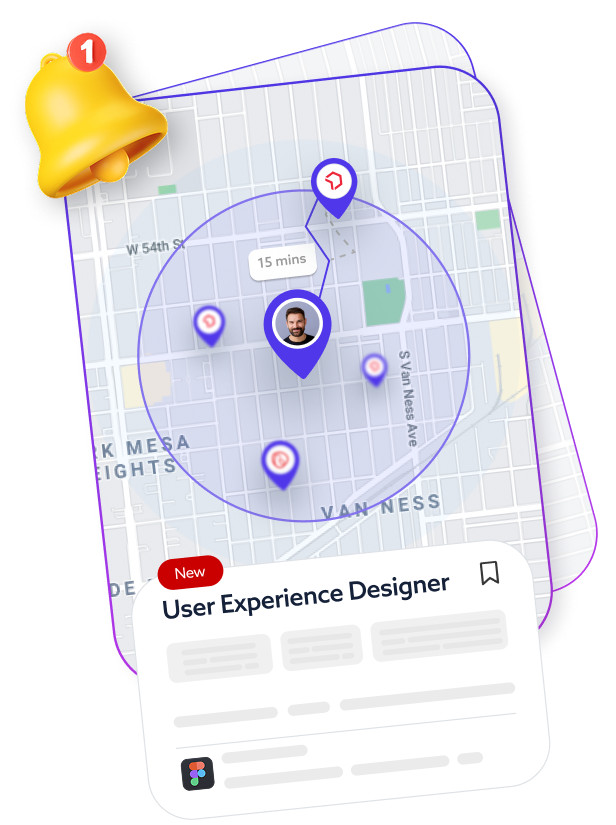 1
W 54th St
15 mins
S Van Ness Ave
RK MESA
EIGHTS
VAN NESS
DE
New
User Experience Designer